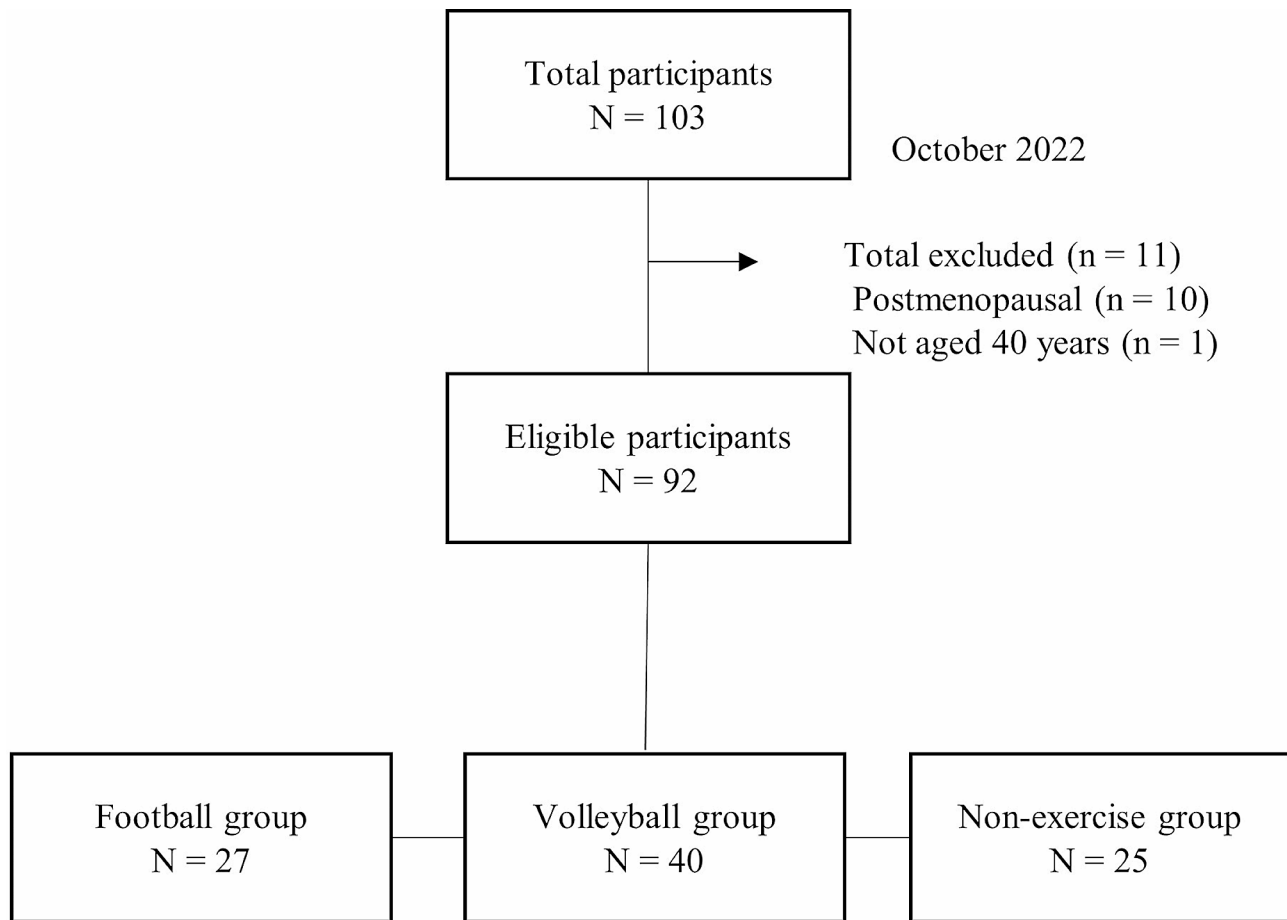 Total participants
N = 103
October 2022
Total excluded (n = 11)
Postmenopausal (n = 10)
Not aged 40 years (n = 1)
Eligible participants
N = 92
Football group
N = 27
Volleyball group
N = 40
Non-exercise group
N = 25